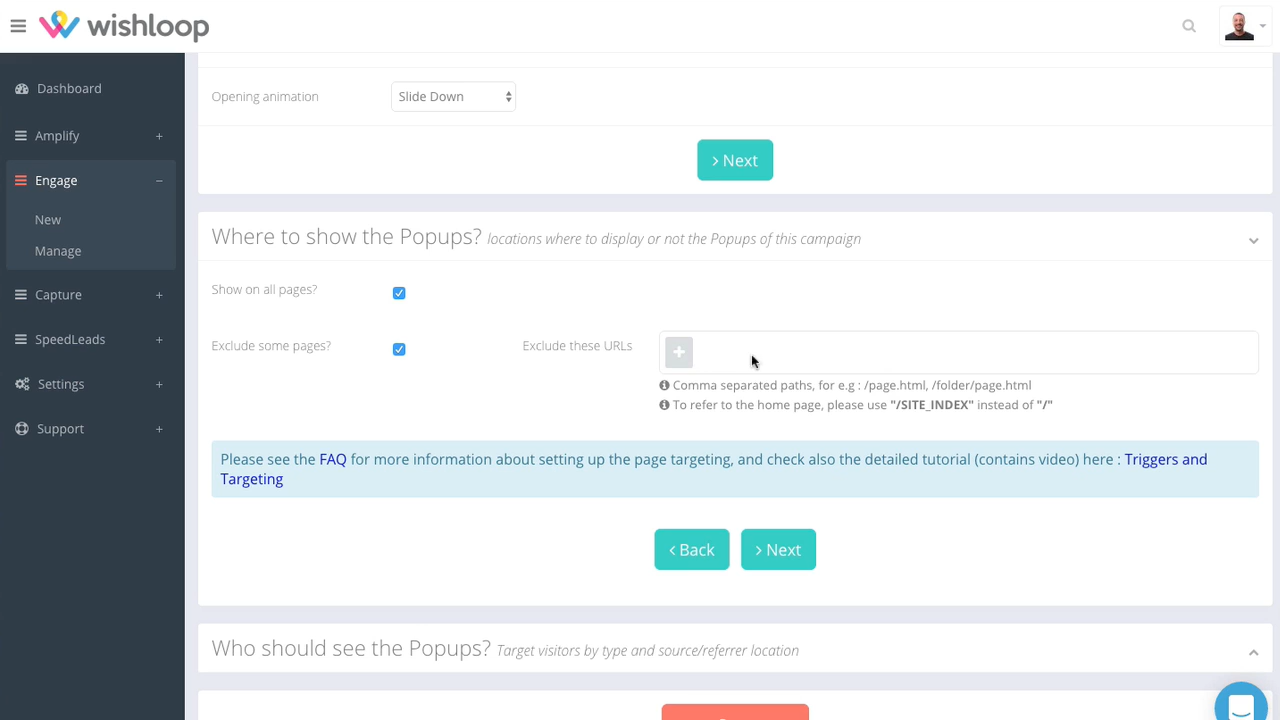 wishloop
Dashboard
Amplify +
Engage –
New
Manage
Capture +
SpeedLeads +
Settings +
Support +
Opening animation Slide Down
> Next
Where to show the Popups? locations where to display or not the Popups of this campaign
Show on all pages?
Exclude some pages? Exclude these URLs
Comma separated paths, for e.g : /page.html, /folder/page.html
To refer to the home page, please use "/SITE_INDEX" instead of "/"
Please see the FAQ for more information about setting up the page targeting, and check also the detailed tutorial (contains video) here : Triggers and
Targeting
< Back > Next
Who should see the Popups? Target visitors by type and source/referrer location